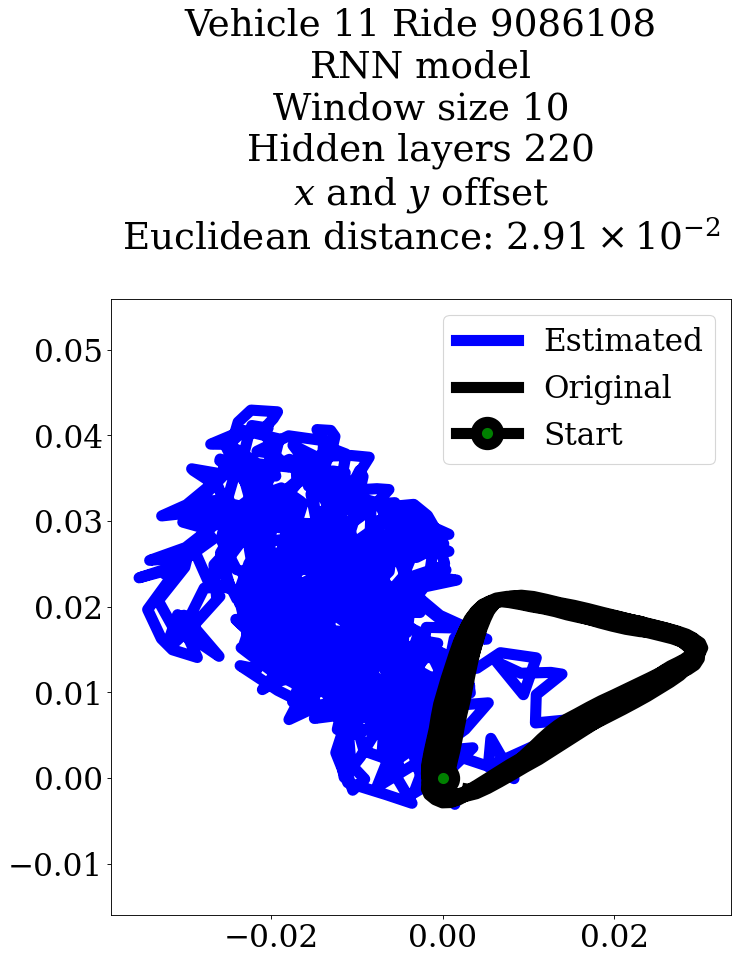 Vehicle 11 Ride 9086108
RNN model
Window size 10
Hidden layers 220
x and y offset
Euclidean distance: 2.91 × 10⁻²
Estimated
Original
Start
0.05
0.04
0.03
0.02
0.01
0.00
−0.01
−0.02
0.00
0.02